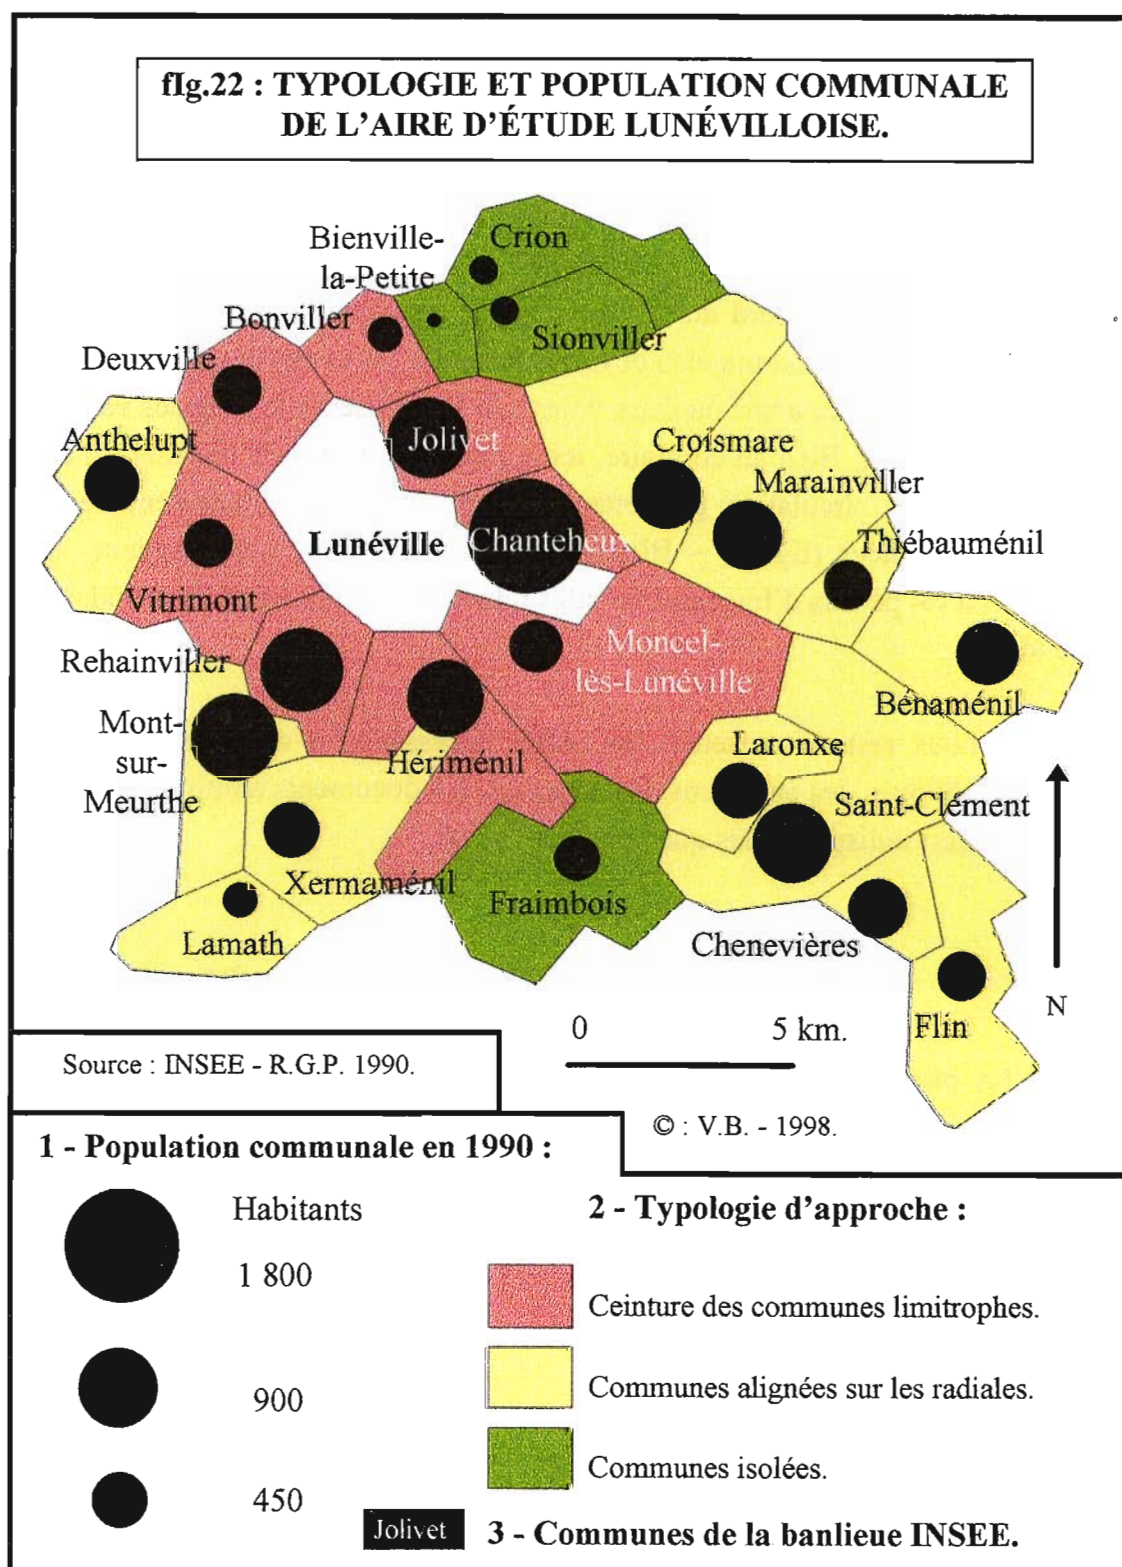 fIg.22 : TYPOLOGIE ET POPULATION COMMUNALE
DE L'AIRE D'ÉTUDE LUNÉVILLOISE.
Bienville-
la-Petite
Crion
Bonviller
Sionviller
Deuxville
Anthelupt
Jolivet
Croismare
Marainviller
Lunéville
Chanteheux
Thiébauménil
Vitrimont
Rehainviller
Moncel-
lès-Lunéville
Bénaménil
Mont-
sur-
Meurthe
Hériménil
Laronxe
Saint-Clément
Xermaménil
Fraimbois
Lamath
Chenevières
Flin
N
0 5 km.
Source : INSEE - R.G.P. 1990.
© : V.B. - 1998.
1 - Population communale en 1990 :
Habitants
1 800
900
450
2 - Typologie d'approche :
Ceinture des communes limitrophes.
Communes alignées sur les radiales.
Communes isolées.
Jolivet 3 - Communes de la banlieue INSEE.